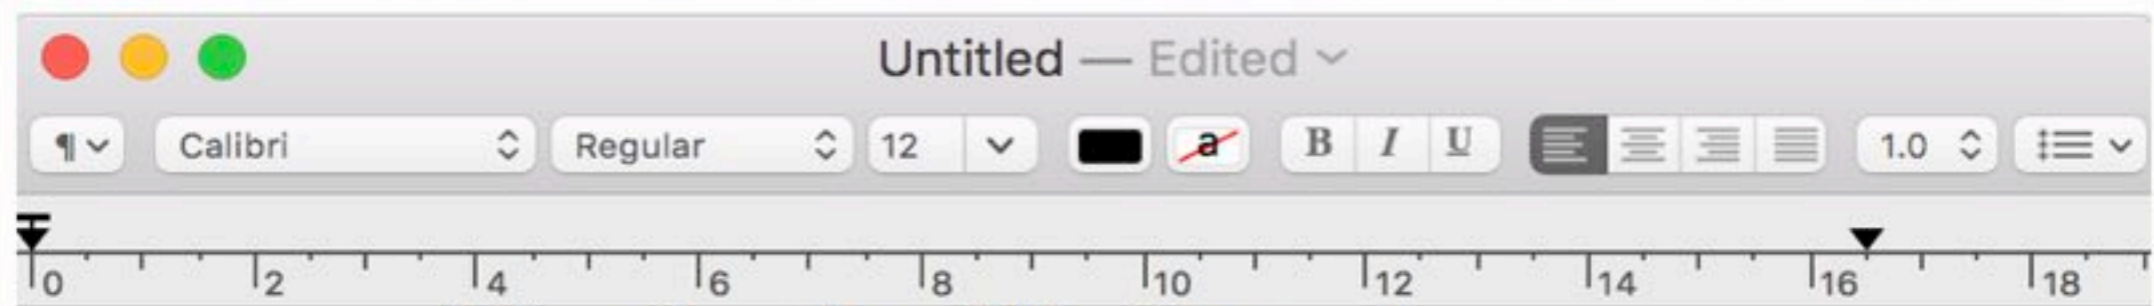 Untitled — Edited
¶ Calibri Regular 12 a B I U 1.0
0 2 4 6 8 10 12 14 16 18